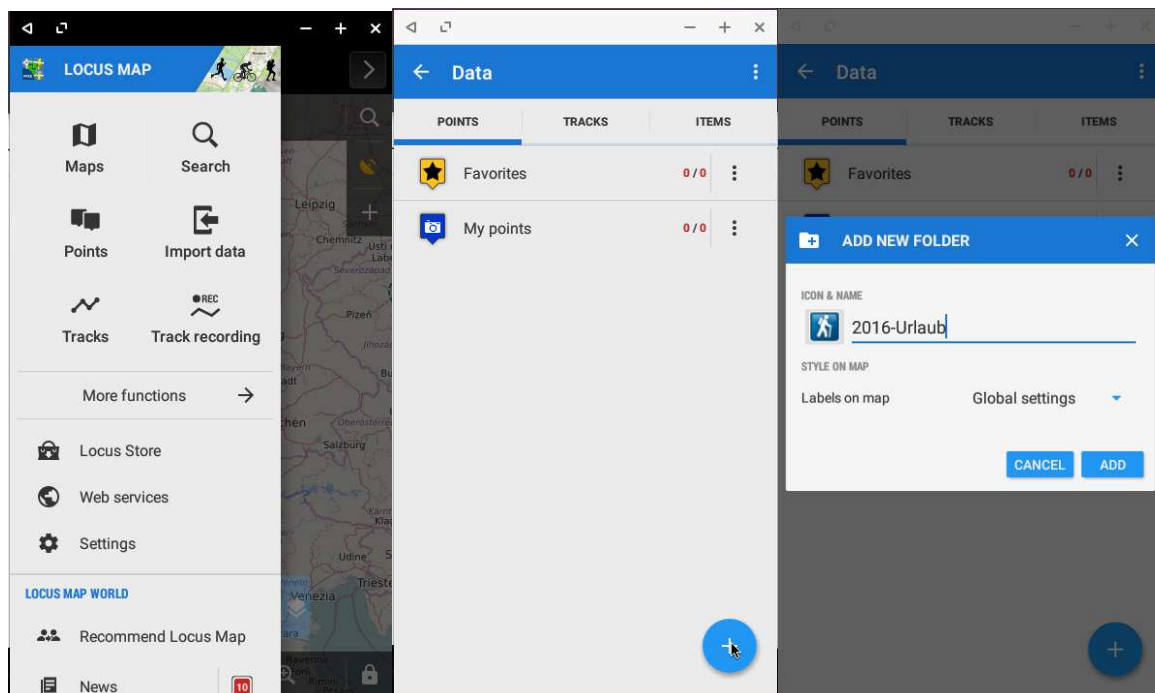 LOCUS MAP
Maps
Search
Points
Import data
REC
Tracks
Track recording
More functions
Locus Store
Web services
Settings
LOCUS MAP WORLD
Recommend Locus Map
News
10
Leipzig
Chemnitz
Plzeň
Salzburg
Udine
Trieste
Venezia
Ravenna
Data
POINTS
TRACKS
ITEMS
Favorites
0/0
My points
0/0
Data
POINTS
TRACKS
ITEMS
Favorites
0/0
ADD NEW FOLDER
ICON & NAME
2016-Urlaub
STYLE ON MAP
Labels on map
Global settings
CANCEL
ADD